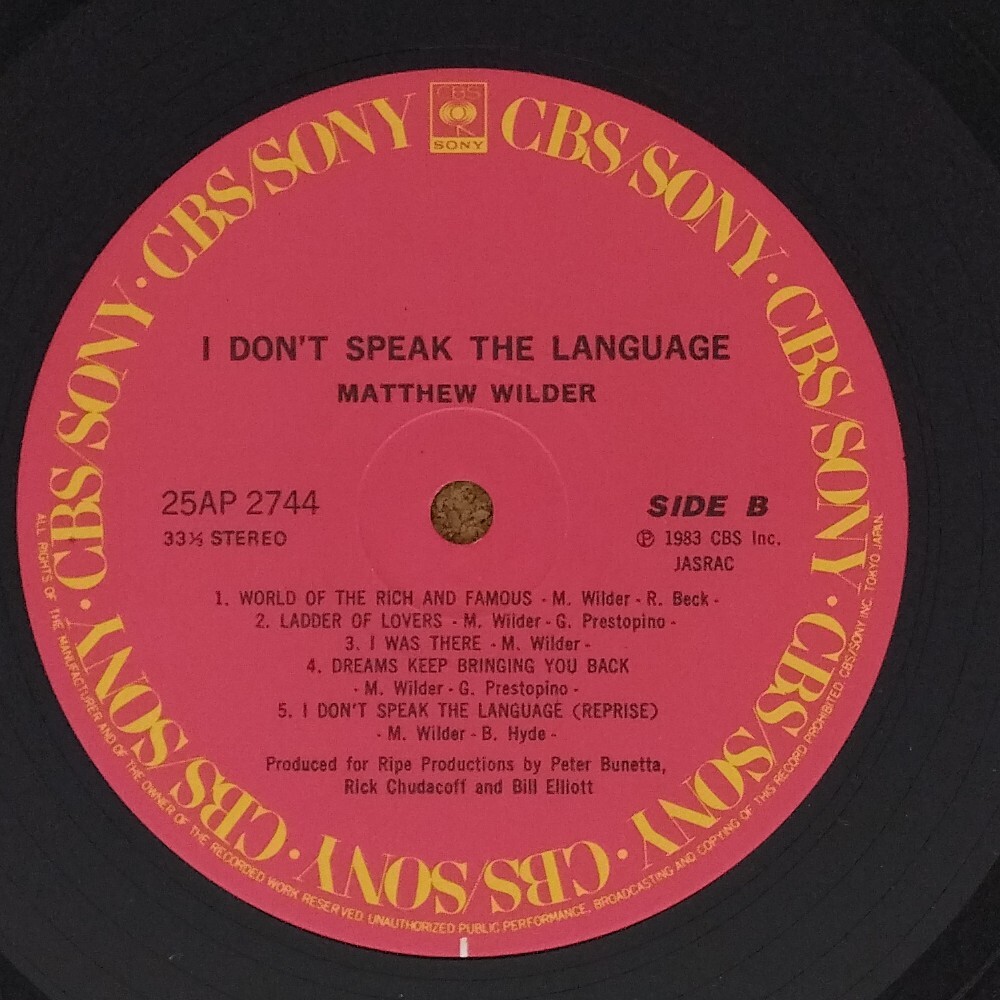 CBS
SONY
CBS/SONY · CBS/SONY · CBS/SONY · CBS/SONY · CBS/SONY · CBS/SONY · CBS/SONY · CBS/SONY · CBS/SONY
I DON'T SPEAK THE LANGUAGE
MATTHEW WILDER
25AP 2744
33⅓ STEREO
SIDE B
Ⓟ 1983 CBS Inc.
JASRAC
1. WORLD OF THE RICH AND FAMOUS - M. Wilder - R. Beck -
2. LADDER OF LOVERS - M. Wilder - G. Prestopino -
3. I WAS THERE - M. Wilder -
4. DREAMS KEEP BRINGING YOU BACK
- M. Wilder - G. Prestopino -
5. I DON'T SPEAK THE LANGUAGE (REPRISE)
- M. Wilder - B. Hyde -
Produced for Ripe Productions by Peter Bunetta,
Rick Chudacoff and Bill Elliott
ALL RIGHTS OF THE MANUFACTURER AND OF THE OWNER OF THE RECORDED WORK RESERVED. UNAUTHORIZED PUBLIC PERFORMANCE, BROADCASTING AND COPYING OF THIS RECORD PROHIBITED. CBS/SONY INC. TOKYO JAPAN.